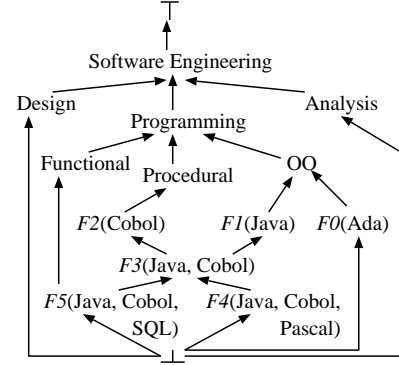 ⊤
Software Engineering
Design
Analysis
Programming
Functional
OO
Procedural
F2(Cobol)
F1(Java)
F0(Ada)
F3(Java, Cobol)
F5(Java, Cobol,
SQL)
F4(Java, Cobol,
Pascal)
⊥